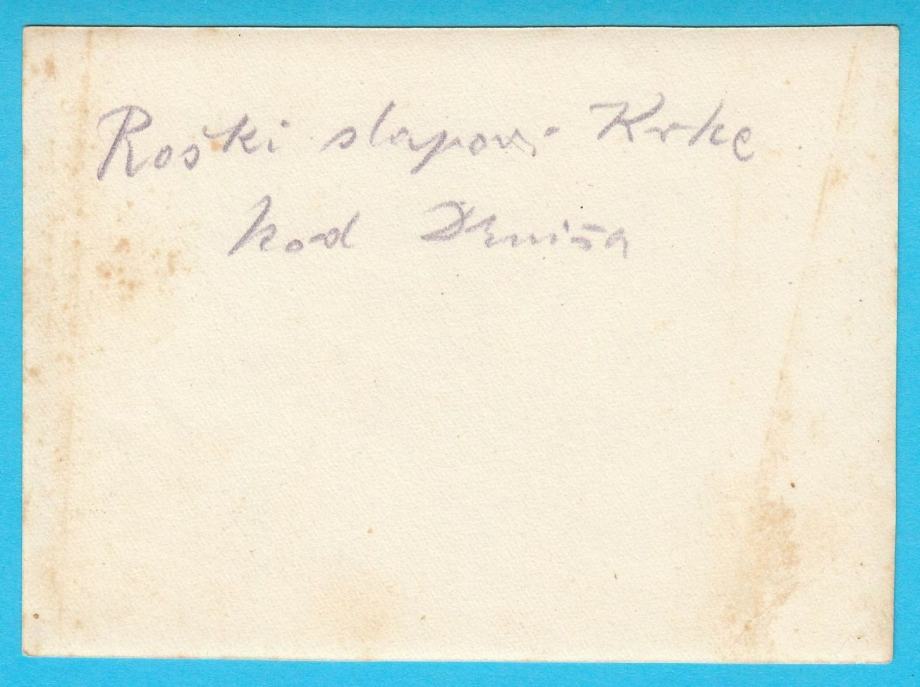 Roški slapovi Krke
kod Drniša